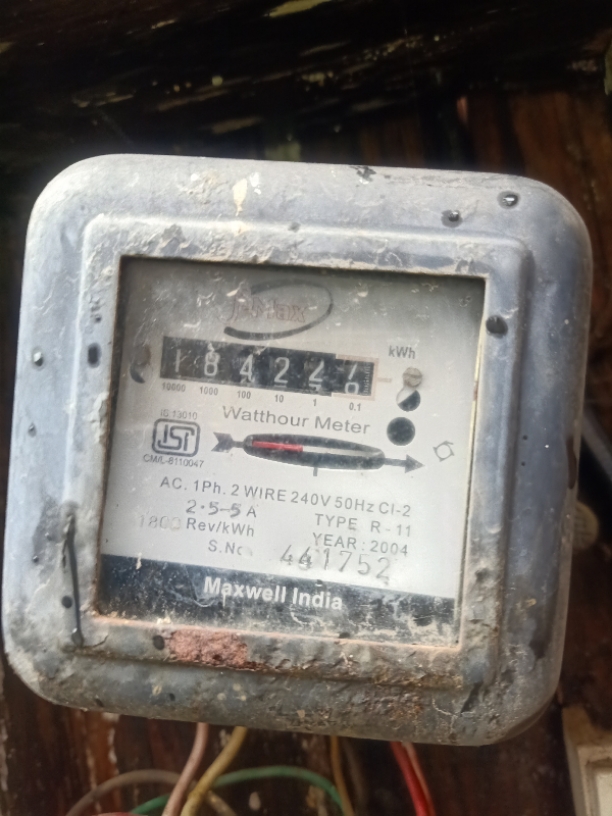 kWh
1 8 4 2 2
10000 1000 100 10 1 0.1
Watthour Meter
IS 13010
ISI
CM/L-8110047
AC. 1Ph. 2 WIRE 240V 50Hz Cl-2
2·5-5A TYPE R-11
Rev/kWh YEAR : 2004
S.No 441752
Maxwell India